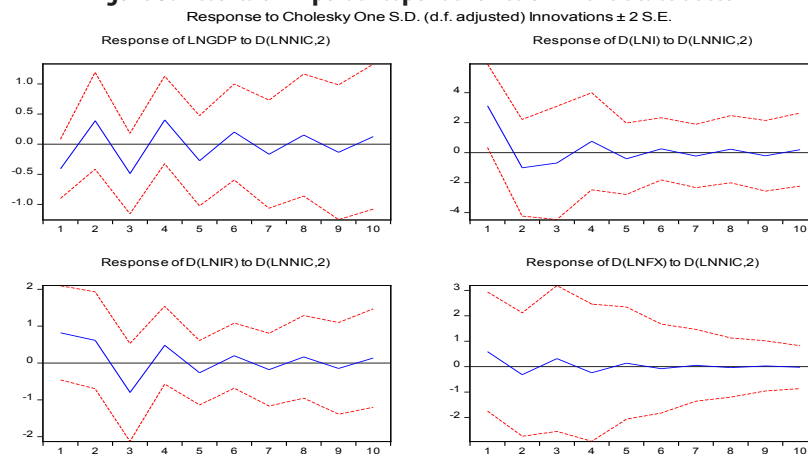 Response to Cholesky One S.D. (d.f. adjusted) Innovations ± 2 S.E.
Response of LNGDP to D(LNNIC,2)
1.0
0.5
0.0
-0.5
-1.0
1 2 3 4 5 6 7 8 9 10
Response of D(LNI) to D(LNNIC,2)
4
2
0
-2
-4
1 2 3 4 5 6 7 8 9 10
Response of D(LNIR) to D(LNNIC,2)
2
1
0
-1
-2
1 2 3 4 5 6 7 8 9 10
Response of D(LNFX) to D(LNNIC,2)
3
2
1
0
-1
-2
1 2 3 4 5 6 7 8 9 10